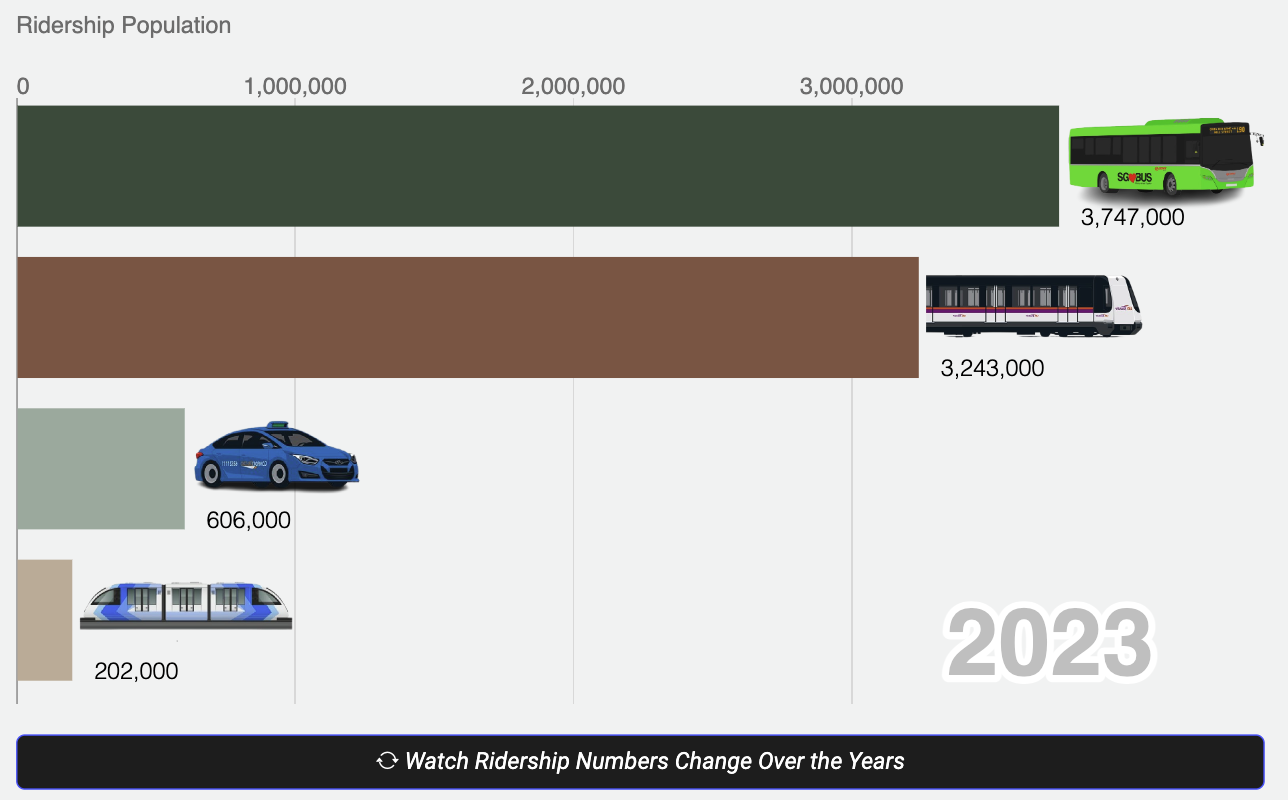 Ridership Population
0 1,000,000 2,000,000 3,000,000
SG BUS
3,747,000
3,243,000
606,000
202,000
2023
Watch Ridership Numbers Change Over the Years